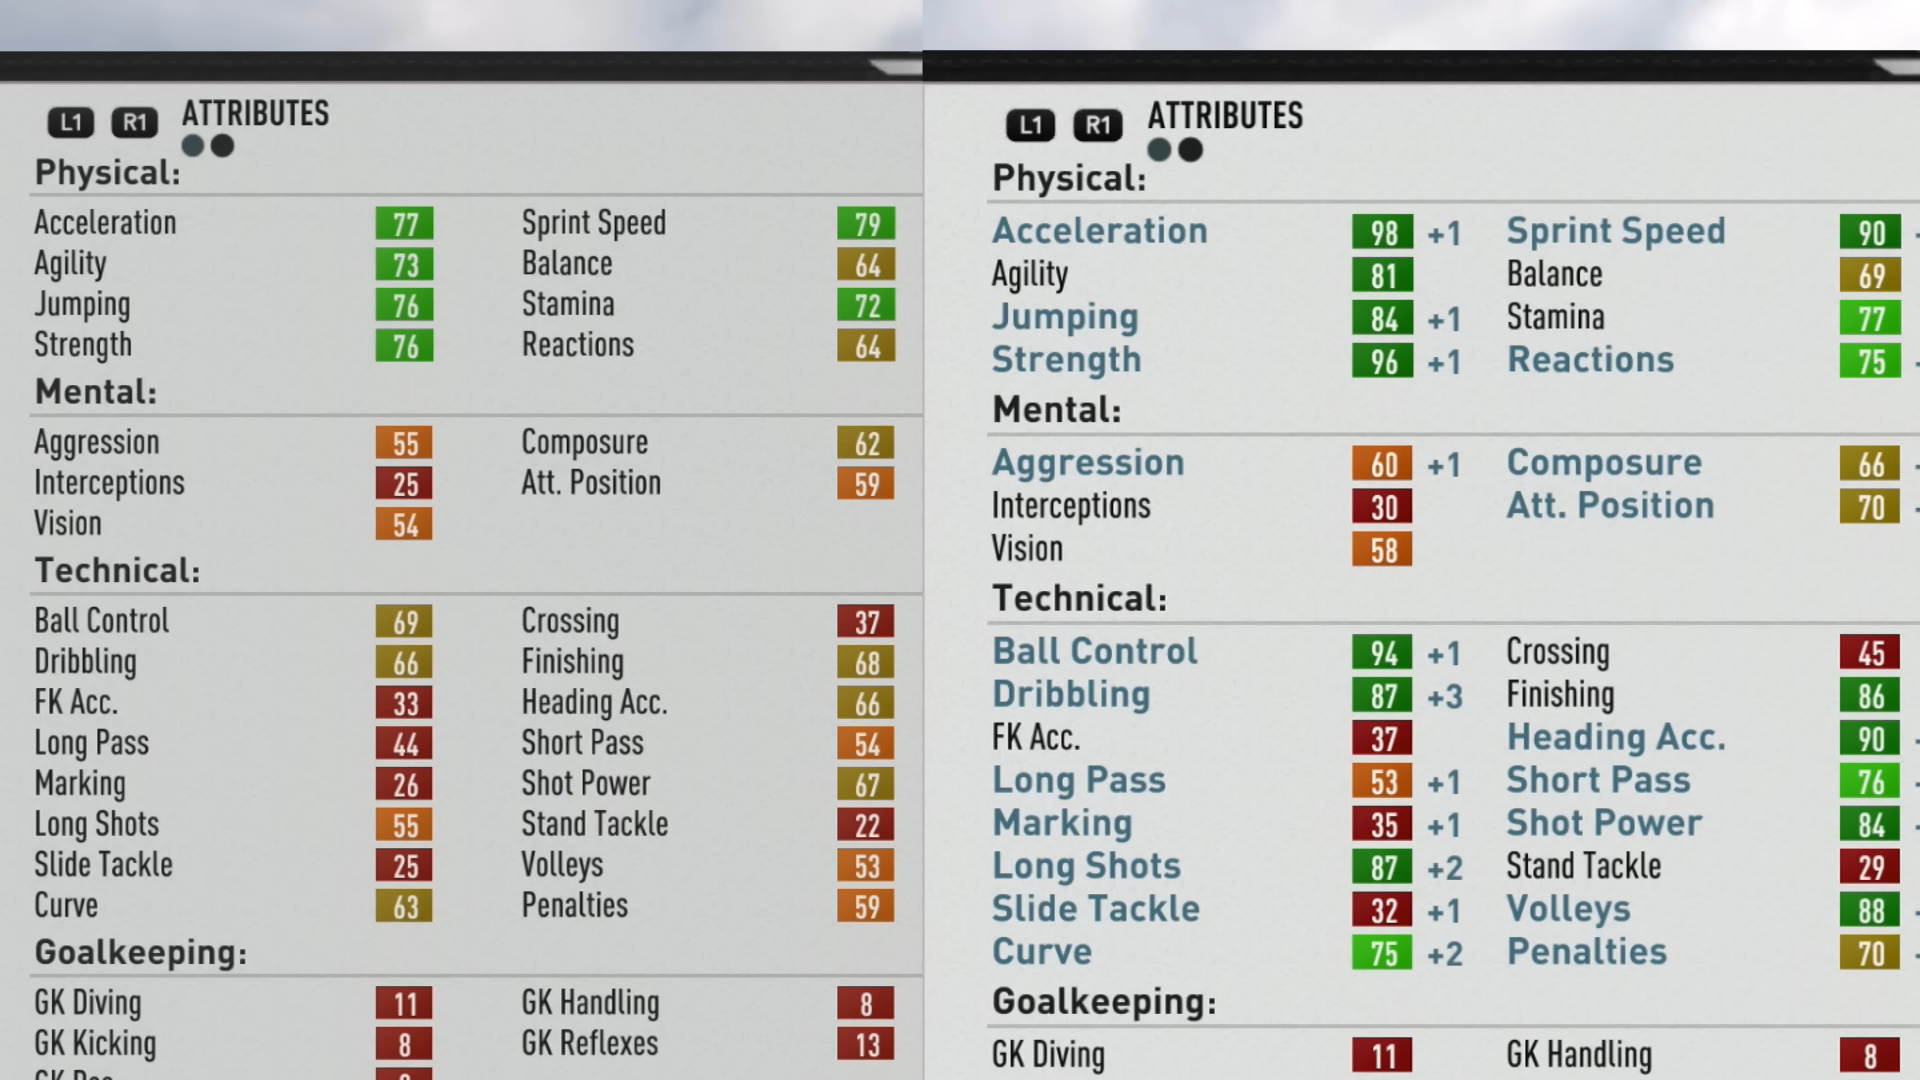 L1 R1 ATTRIBUTES
Physical:
Acceleration 77 Sprint Speed 79
Agility 73 Balance 64
Jumping 76 Stamina 72
Strength 76 Reactions 64
Mental:
Aggression 55 Composure 62
Interceptions 25 Att. Position 59
Vision 54
Technical:
Ball Control 69 Crossing 37
Dribbling 66 Finishing 68
FK Acc. 33 Heading Acc. 66
Long Pass 44 Short Pass 54
Marking 26 Shot Power 67
Long Shots 55 Stand Tackle 22
Slide Tackle 25 Volleys 53
Curve 63 Penalties 59
Goalkeeping:
GK Diving 11 GK Handling 8
GK Kicking 8 GK Reflexes 13
L1 R1 ATTRIBUTES
Physical:
Acceleration 98 +1 Sprint Speed 90
Agility 81 Balance 69
Jumping 84 +1 Stamina 77
Strength 96 +1 Reactions 75
Mental:
Aggression 60 +1 Composure 66
Interceptions 30 Att. Position 70
Vision 58
Technical:
Ball Control 94 +1 Crossing 45
Dribbling 87 +3 Finishing 86
FK Acc. 37 Heading Acc. 90
Long Pass 53 +1 Short Pass 76
Marking 35 +1 Shot Power 84
Long Shots 87 +2 Stand Tackle 29
Slide Tackle 32 +1 Volleys 88
Curve 75 +2 Penalties 70
Goalkeeping:
GK Diving 11 GK Handling 8